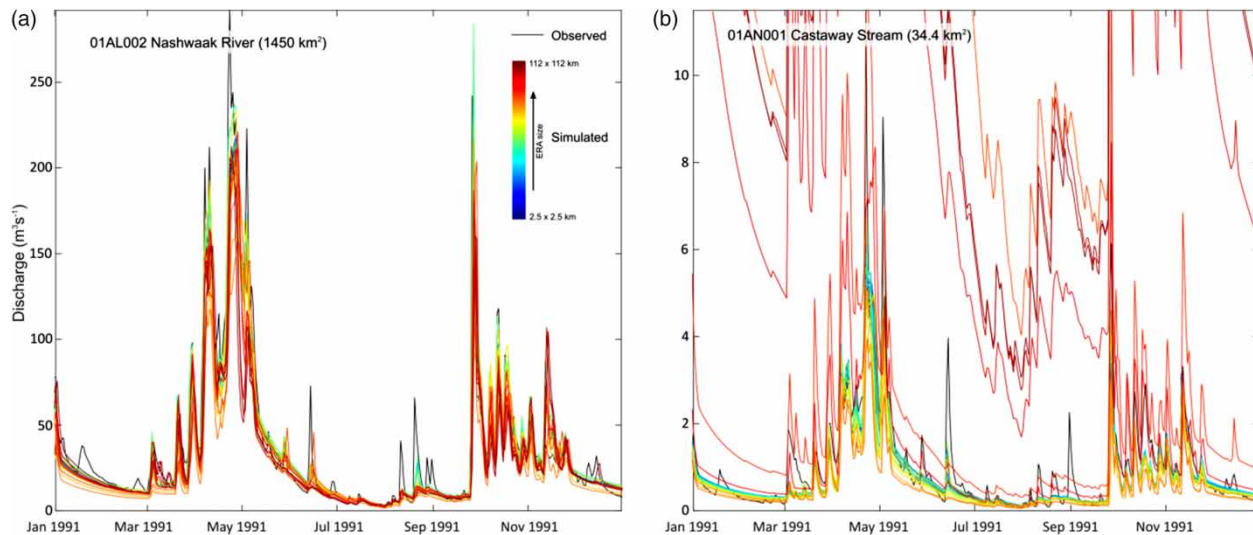 (a)
01AL002 Nashwaak River (1450 km²)
Observed
112 x 112 km
ERA size
Simulated
2.5 x 2.5 km
Discharge (m³s⁻¹)
250
200
150
100
50
0
Jan 1991 Mar 1991 May 1991 Jul 1991 Sep 1991 Nov 1991
(b)
01AN001 Castaway Stream (34.4 km²)
10
8
6
4
2
0
Jan 1991 Mar 1991 May 1991 Jul 1991 Sep 1991 Nov 1991